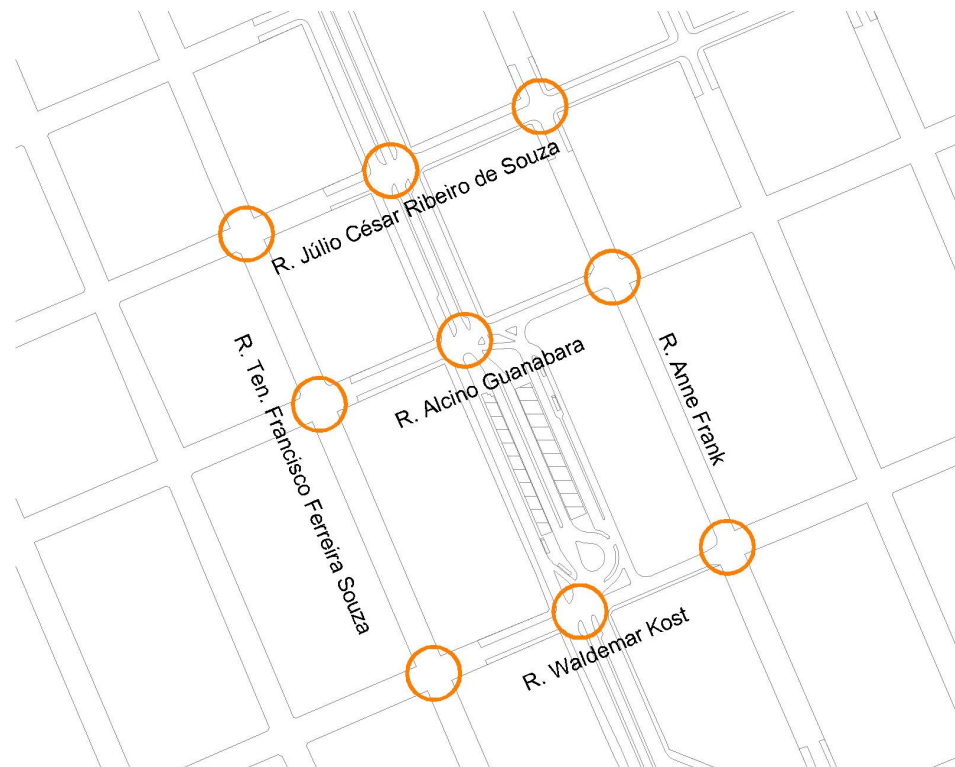 R. Júlio César Ribeiro de Souza
R. Ten. Francisco Ferreira Souza
R. Alcino Guanabara
R. Anne Frank
R. Waldemar Kost